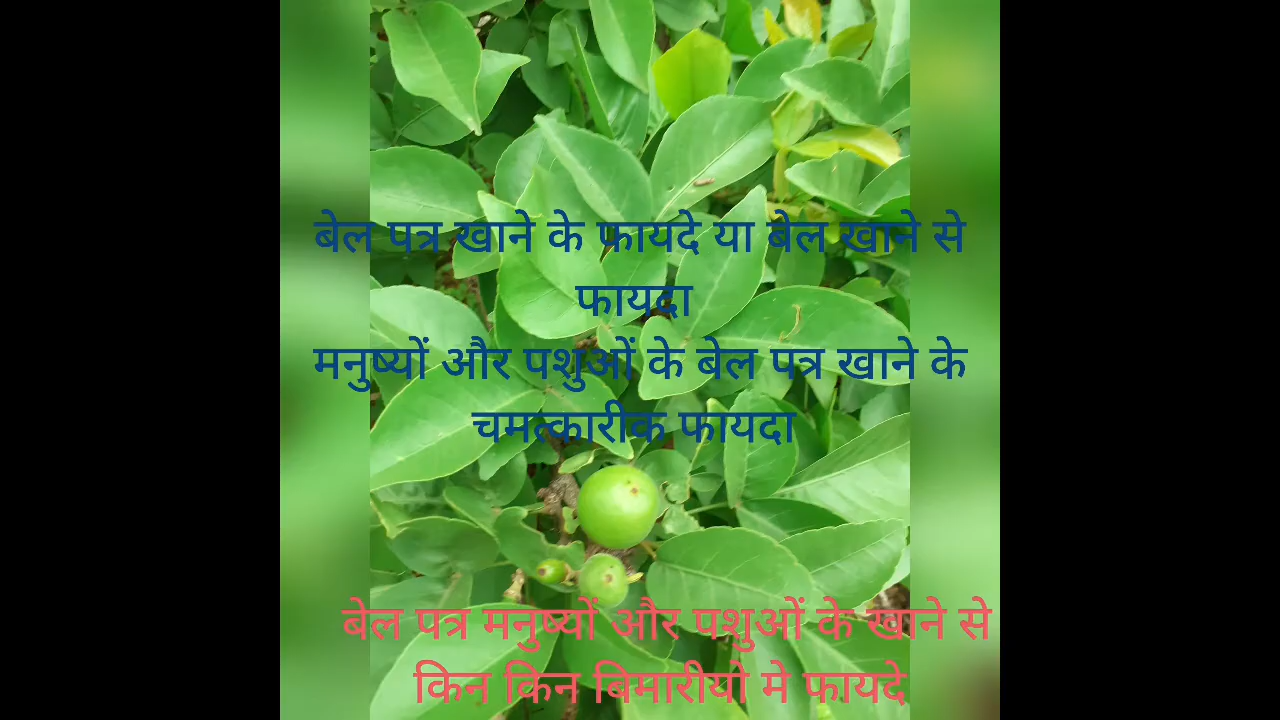 बेल पत्र खाने के फायदे या बेल खाने से
फायदा
मनुष्यों और पशुओं के बेल पत्र खाने के
चमत्कारीक फायदा
बेल पत्र मनुष्यों और पशुओं के खाने से
किन किन बिमारीयो मे फायदे